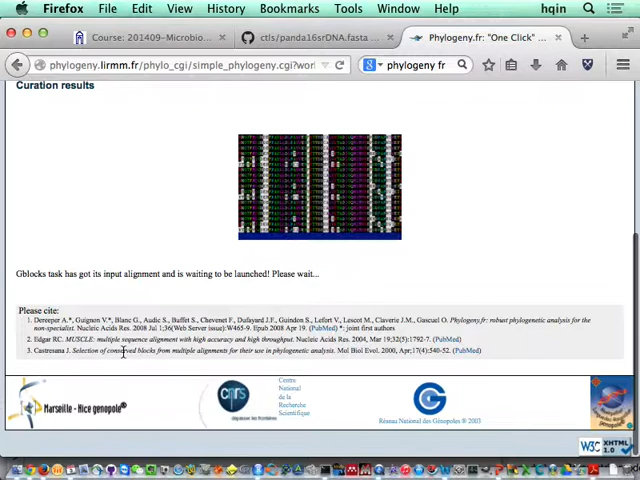 Firefox File Edit View History Bookmarks Tools Window Help hqin
Course: 201409–Microbio...
ctls/panda16srDNA.fasta
Phylogeny.fr: "One Click" ...
phylogeny.lirmm.fr/phylo_cgi/simple_phylogeny.cgi?wor
phylogeny fr
Curation results
Gblocks task has got its input alignment and is waiting to be launched! Please wait...
Please cite:
1. Dereeper A.*, Guignon V.*, Blanc G., Audic S., Buffet S., Chevenet F., Dufayard J.F., Guindon S., Lefort V., Lescot M., Claverie J.M., Gascuel O. Phylogeny.fr: robust phylogenetic analysis for the
non-specialist. Nucleic Acids Res. 2008 Jul 1;36(Web Server issue):W465-9. Epub 2008 Apr 19. (PubMed) *: joint first authors
2. Edgar RC. MUSCLE: multiple sequence alignment with high accuracy and high throughput. Nucleic Acids Res. 2004, Mar 19;32(5):1792-7. (PubMed)
3. Castresana J. Selection of conserved blocks from multiple alignments for their use in phylogenetic analysis. Mol Biol Evol. 2000, Apr;17(4):540-52. (PubMed)
Marseille - Nice genopole®
cnrs
Centre
National
de la
Recherche
Scientifique
Réseau National des Génopoles ® 2003
W3C XHTML
1.0